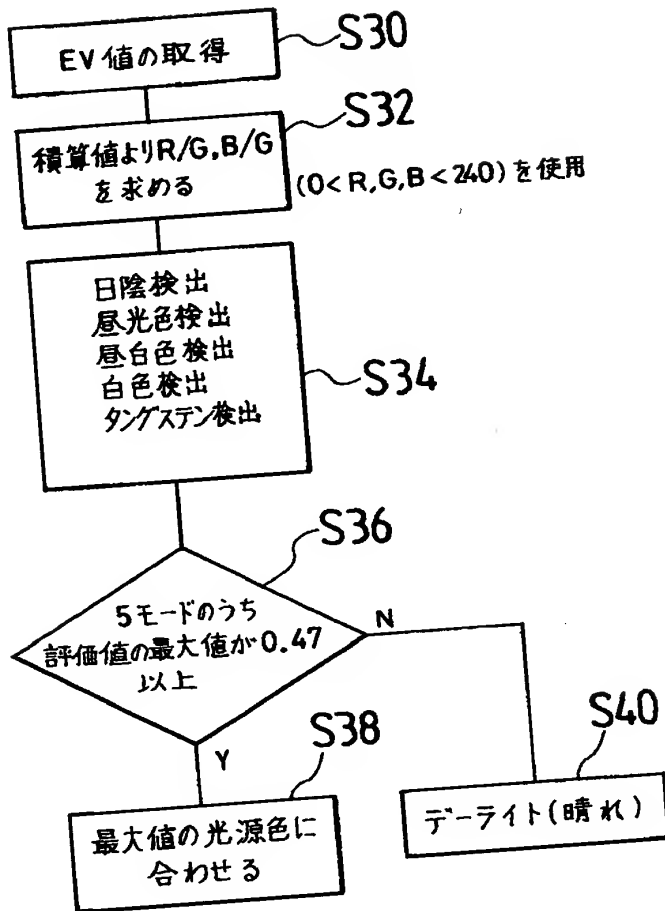 EV値の取得
S30
積算値よりR/G,B/G
を求める
S32
(0<R,G,B<240)を使用
日陰検出
昼光色検出
昼白色検出
白色検出
タングステン検出
S34
S36
5モードのうち
評価値の最大値が0.47
以上
N
Y
S38
最大値の光源色に
合わせる
S40
デーライト(晴れ)